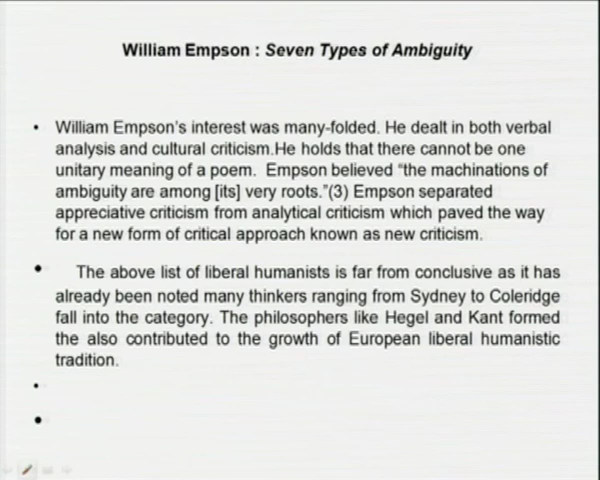 William Empson : Seven Types of Ambiguity
• William Empson's interest was many-folded. He dealt in both verbal
analysis and cultural criticism.He holds that there cannot be one
unitary meaning of a poem. Empson believed “the machinations of
ambiguity are among [its] very roots.”(3) Empson separated
appreciative criticism from analytical criticism which paved the way
for a new form of critical approach known as new criticism.
• The above list of liberal humanists is far from conclusive as it has
already been noted many thinkers ranging from Sydney to Coleridge
fall into the category. The philosophers like Hegel and Kant formed
the also contributed to the growth of European liberal humanistic
tradition.
•
•